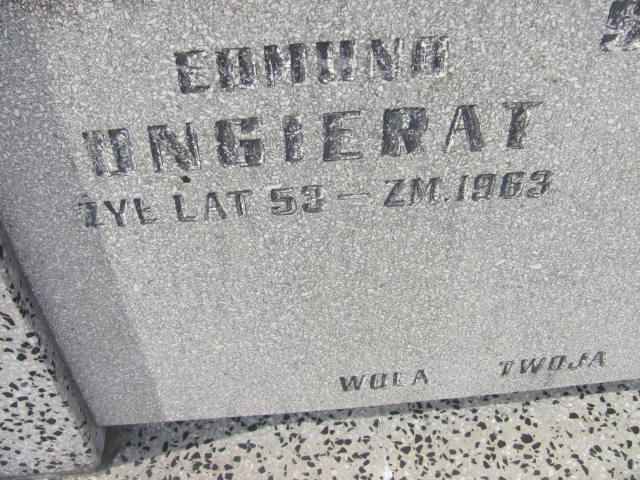 EDMUND
UNGIERAT
ŻYŁ LAT 53 — ZM. 1963
WOLA TWOJA